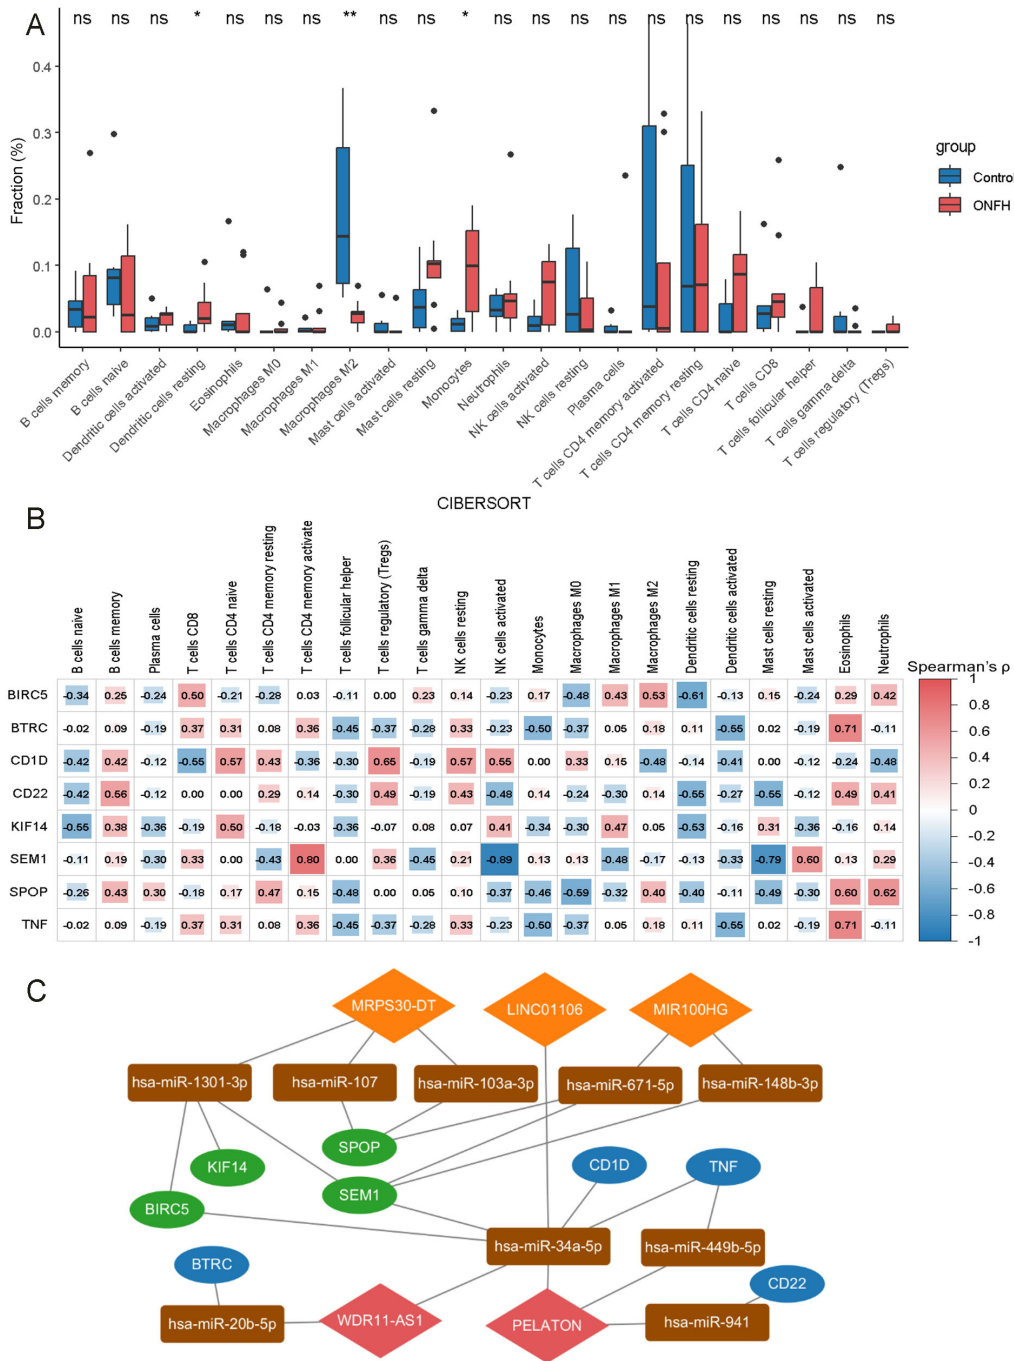 A
ns ns ns * ns ns ns ** ns ns * ns ns ns ns ns ns ns ns ns ns ns
Fraction (%)
0.4
0.3
0.2
0.1
0.0
group
Control
ONFH
B cells memory
B cells naive
Dendritic cells activated
Dendritic cells resting
Eosinophils
Macrophages M0
Macrophages M1
Macrophages M2
Mast cells activated
Mast cells resting
Monocytes
Neutrophils
NK cells activated
NK cells resting
Plasma cells
T cells CD4 memory activated
T cells CD4 memory resting
T cells CD4 naive
T cells CD8
T cells follicular helper
T cells gamma delta
T cells regulatory (Tregs)
CIBERSORT
B
B cells naive
B cells memory
Plasma cells
T cells CD8
T cells CD4 naive
T cells CD4 memory resting
T cells CD4 memory activate
T cells follicular helper
T cells regulatory (Tregs)
T cells gamma delta
NK cells resting
NK cells activated
Monocytes
Macrophages M0
Macrophages M1
Macrophages M2
Dendritic cells resting
Dendritic cells activated
Mast cells resting
Mast cells activated
Eosinophils
Neutrophils
Spearman's ρ
BIRC5 -0.34 0.25 -0.24 0.50 -0.21 -0.28 0.03 -0.11 0.00 0.23 0.14 -0.23 0.17 -0.48 0.43 0.53 -0.61 -0.13 0.15 -0.24 0.29 0.42
BTRC -0.02 0.09 -0.19 0.37 0.31 0.08 0.36 -0.45 -0.37 -0.28 0.33 -0.23 -0.50 -0.37 0.05 0.18 0.11 -0.55 0.02 -0.19 0.71 -0.11
CD1D -0.42 0.42 -0.12 -0.55 0.57 0.43 -0.36 -0.30 0.65 -0.19 0.57 0.55 0.00 0.33 0.15 -0.48 -0.14 -0.41 0.00 -0.12 -0.24 -0.48
CD22 -0.42 0.56 -0.12 0.00 0.00 0.29 0.14 -0.30 0.49 -0.19 0.43 -0.48 0.14 -0.24 -0.30 0.14 -0.55 -0.27 -0.55 -0.12 0.49 0.41
KIF14 -0.55 0.38 -0.36 -0.19 0.50 -0.18 -0.03 -0.36 -0.07 0.08 0.07 0.41 -0.34 -0.30 0.47 0.05 -0.53 -0.16 0.31 -0.36 -0.16 0.14
SEM1 -0.11 0.19 -0.30 0.33 0.00 -0.43 0.80 0.00 0.36 -0.45 0.21 -0.89 0.13 0.13 -0.48 -0.17 -0.13 -0.33 -0.79 0.60 0.13 0.29
SPOP -0.26 0.43 0.30 -0.18 0.17 0.47 0.15 -0.48 0.00 0.05 0.10 -0.37 -0.46 -0.59 -0.32 0.40 -0.40 -0.11 -0.49 -0.30 0.60 0.62
TNF -0.02 0.09 -0.19 0.37 0.31 0.08 0.36 -0.45 -0.37 -0.28 0.33 -0.23 -0.50 -0.37 0.05 0.18 0.11 -0.55 0.02 -0.19 0.71 -0.11
1
0.8
0.6
0.4
0.2
0
-0.2
-0.4
-0.6
-0.8
-1
C
MRPS30-DT LINC01106 MIR100HG
hsa-miR-1301-3p hsa-miR-107 hsa-miR-103a-3p hsa-miR-671-5p hsa-miR-148b-3p
SPOP
KIF14 CD1D TNF
SEM1
BIRC5
hsa-miR-34a-5p hsa-miR-449b-5p
BTRC
CD22
hsa-miR-20b-5p WDR11-AS1 PELATON hsa-miR-941